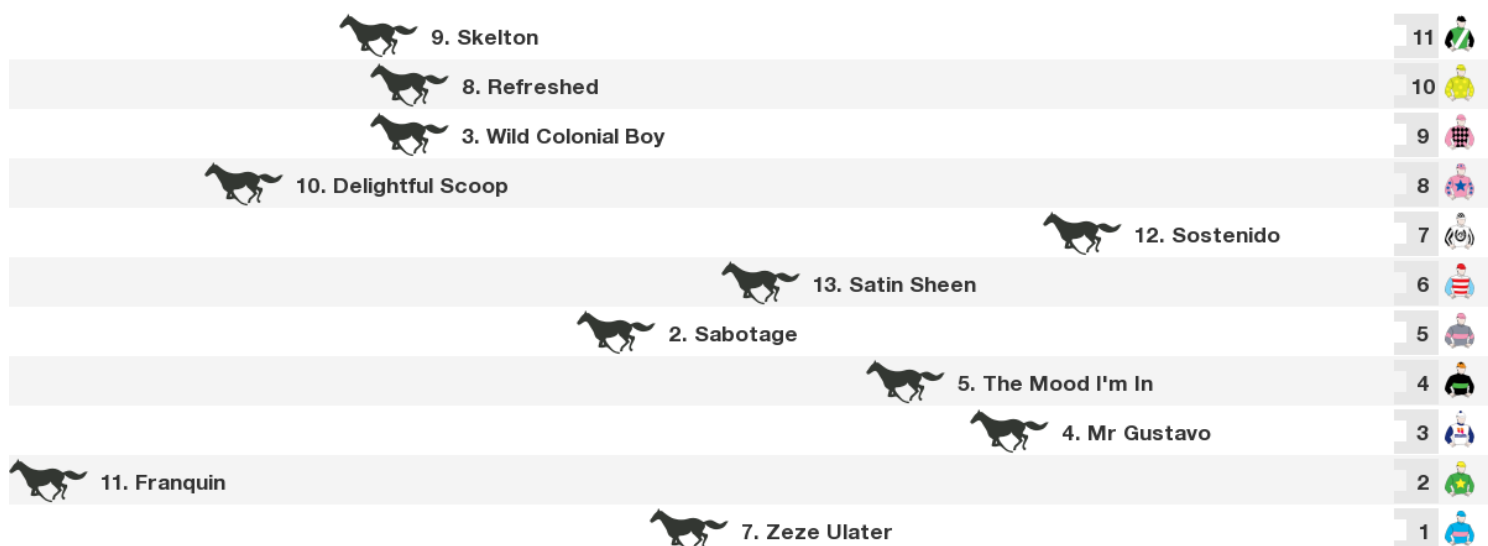 9. Skelton 11
8. Refreshed 10
3. Wild Colonial Boy 9
10. Delightful Scoop 8
12. Sostenido 7
13. Satin Sheen 6
2. Sabotage 5
5. The Mood I'm In 4
4. Mr Gustavo 3
11. Franquin 2
7. Zeze Ulater 1